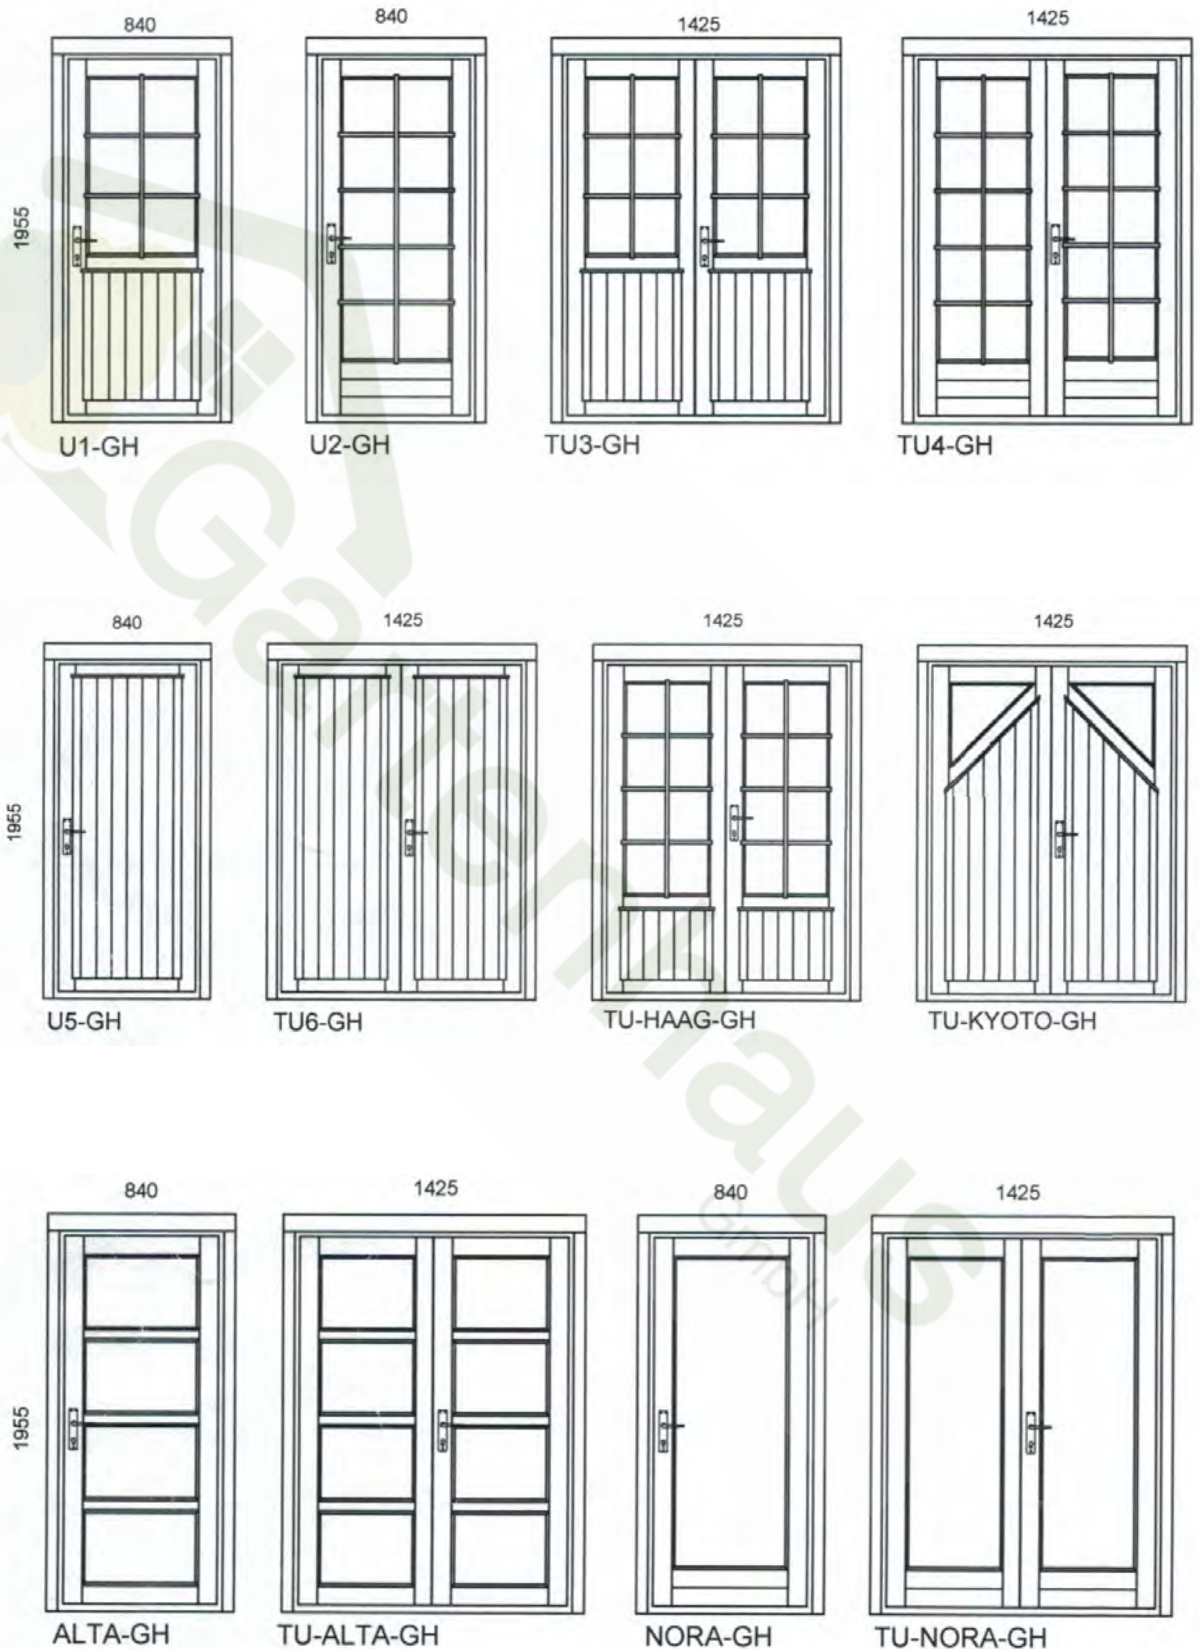 840 840 1425 1425
1955
U1-GH U2-GH TU3-GH TU4-GH
840 1425 1425 1425
1955
U5-GH TU6-GH TU-HAAG-GH TU-KYOTO-GH
840 1425 840 1425
1955
ALTA-GH TU-ALTA-GH NORA-GH TU-NORA-GH
Gartenhaus
GmbH